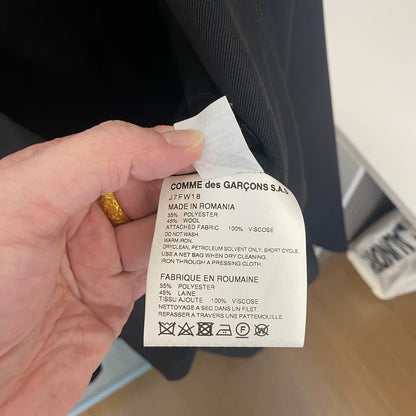 COMME des GARÇONS S.A.S
J7FW18
MADE IN ROMANIA
55% POLYESTER
45% WOOL
ATTACHED FABRIC 100% VISCOSE
DO NOT WASH.
WARM IRON.
DRYCLEAN, PETROLEUM SOLVENT ONLY, SHORT CYCLE.
USE A NET BAG WHEN DRY CLEANING.
IRON THROUGH A PRESSING CLOTH.
FABRIQUE EN ROUMAINE
55% POLYESTER
45% LAINE
TISSU AJOUTE 100% VISCOSE
NETTOYAGE A SEC DANS UN FILET.
REPASSER A TRAVERS UNE PATTEMOUILLE.
F W